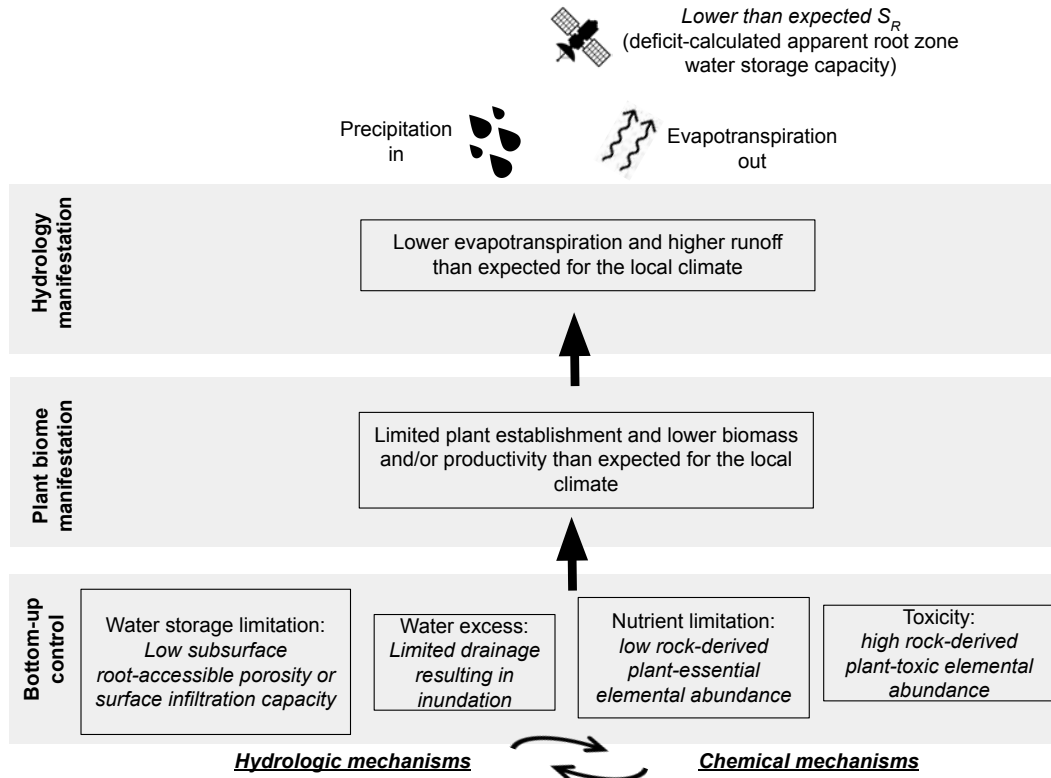 Lower than expected S_R
(deficit-calculated apparent root zone
water storage capacity)
Precipitation
in
Evapotranspiration
out
Hydrology
manifestation
Lower evapotranspiration and higher runoff
than expected for the local climate
Plant biome
manifestation
Limited plant establishment and lower biomass
and/or productivity than expected for the local
climate
Bottom-up
control
Water storage limitation:
Low subsurface
root-accessible porosity or
surface infiltration capacity
Water excess:
Limited drainage
resulting in
inundation
Nutrient limitation:
low rock-derived
plant-essential
elemental abundance
Toxicity:
high rock-derived
plant-toxic elemental
abundance
Hydrologic mechanisms
Chemical mechanisms